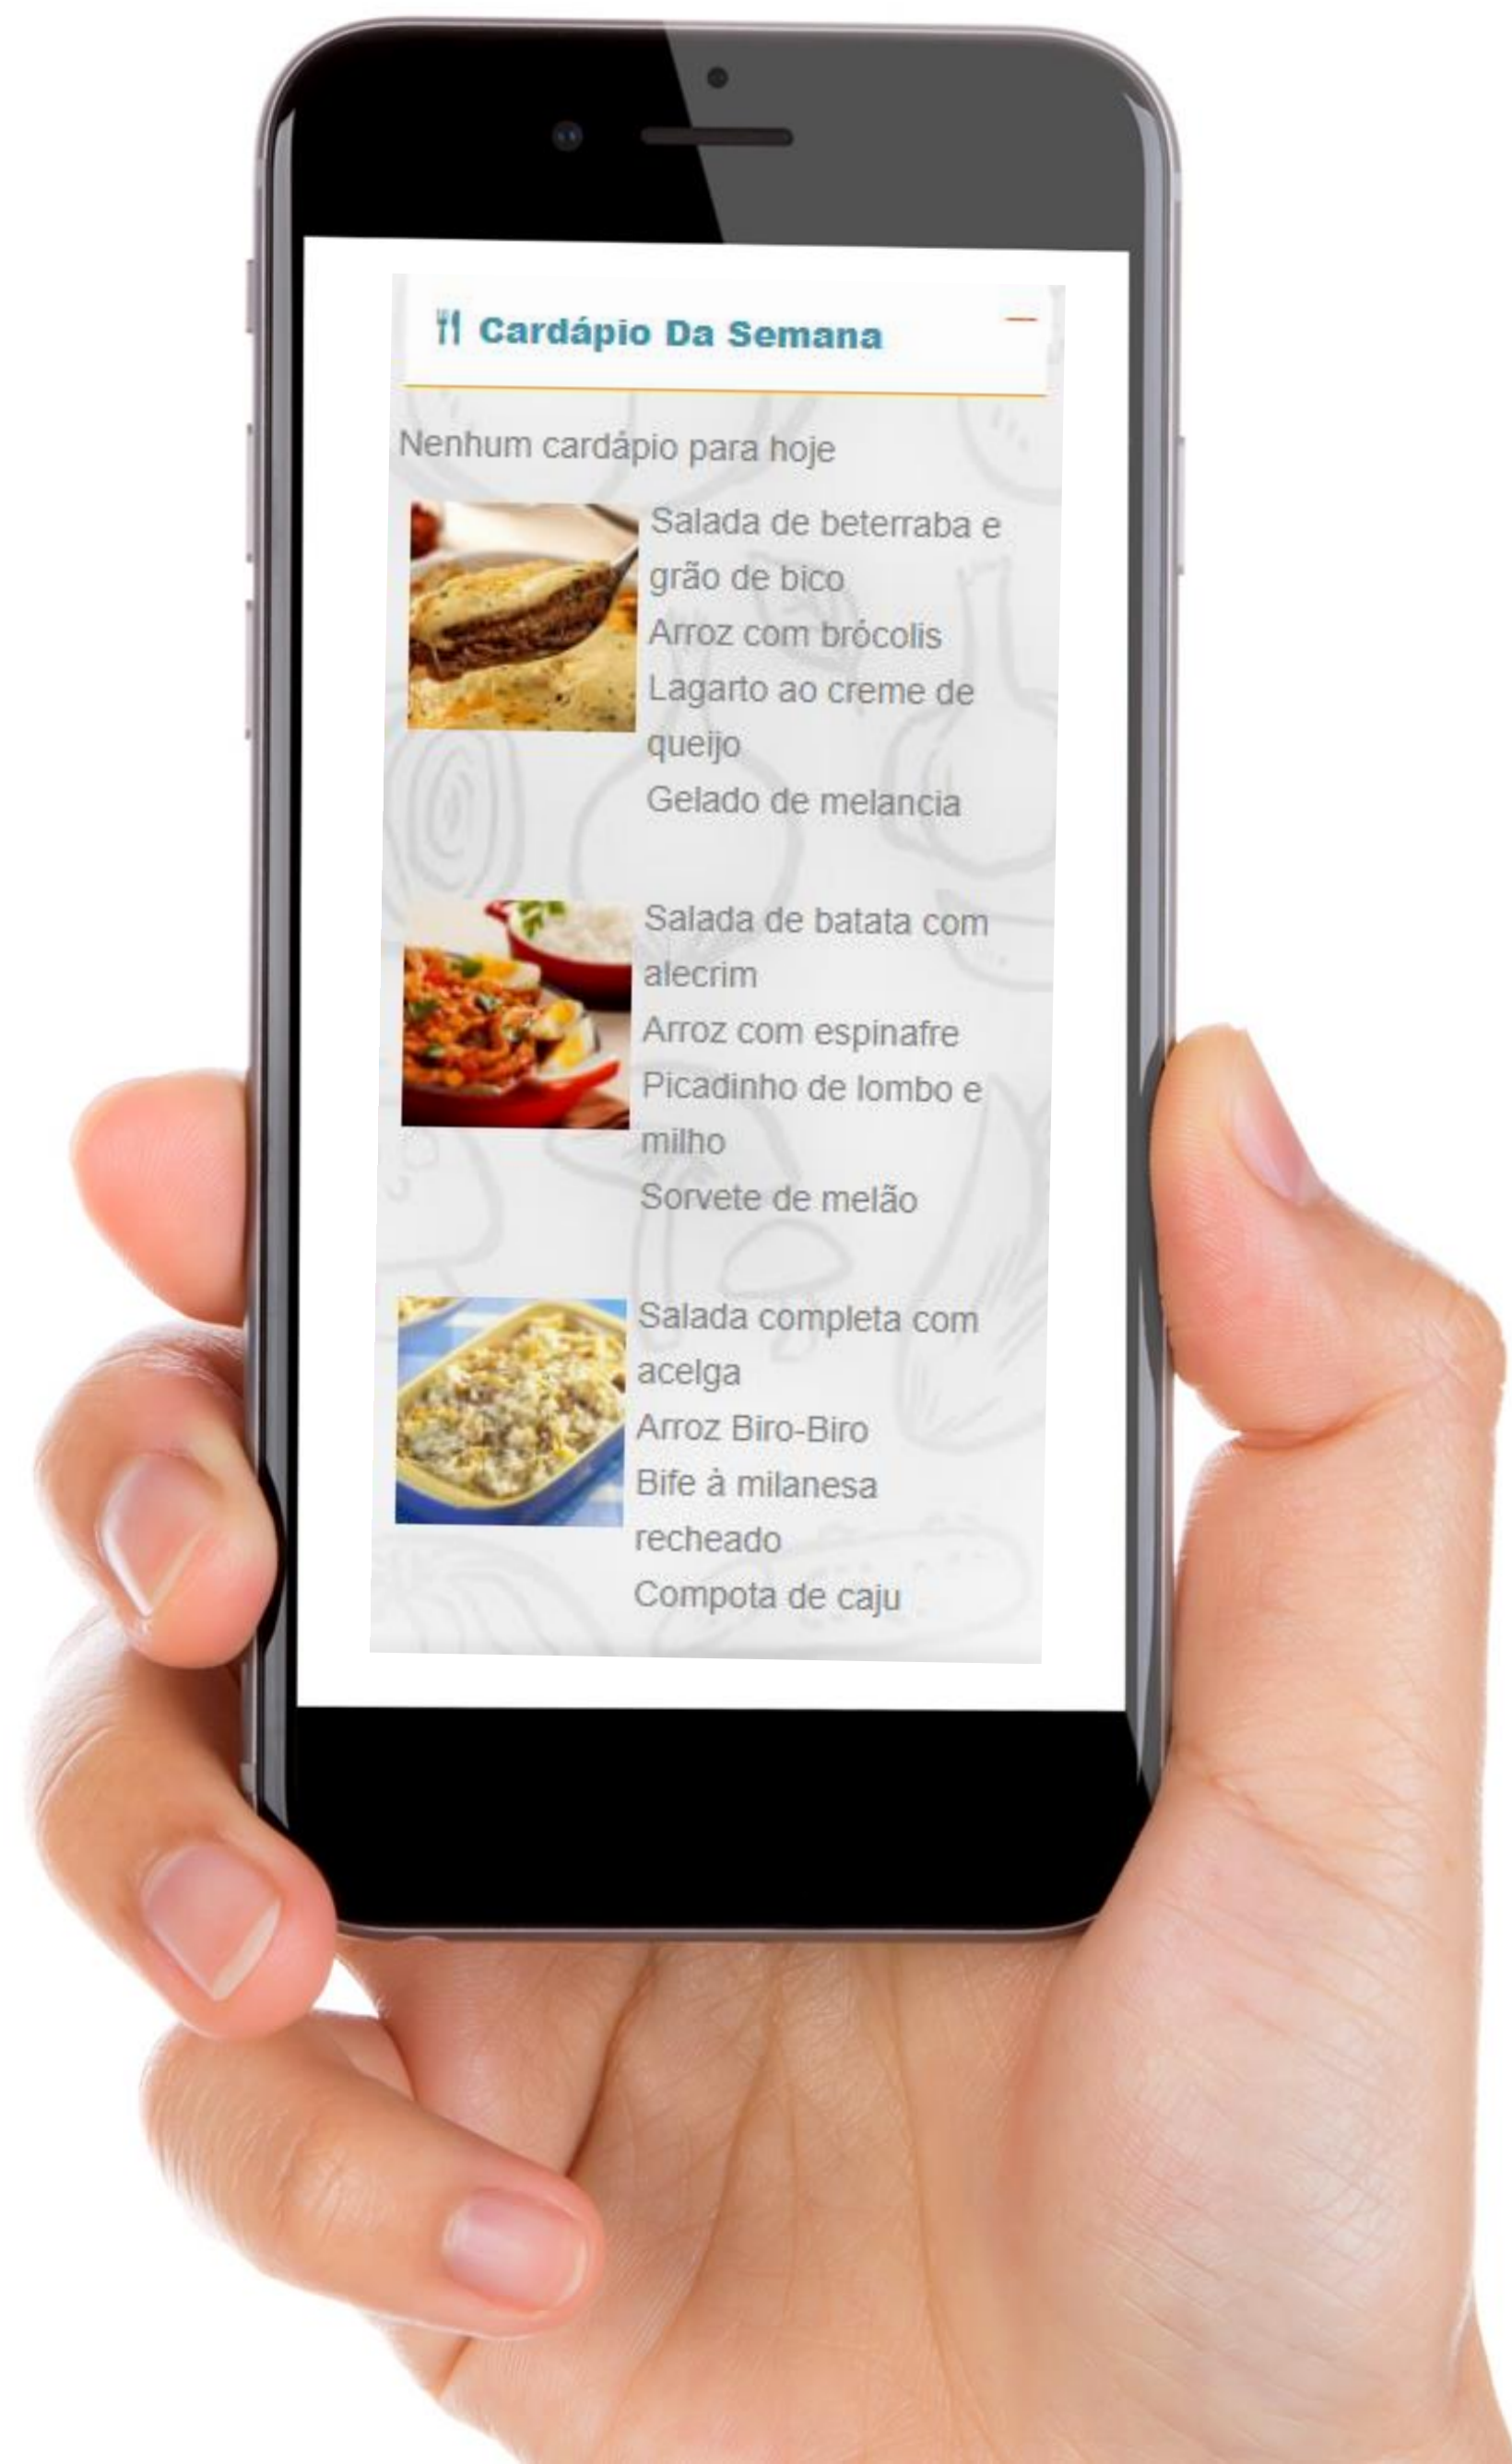 Cardápio Da Semana
Nenhum cardápio para hoje
Salada de beterraba e
grão de bico
Arroz com brócolis
Lagarto ao creme de
queijo
Gelado de melancia
Salada de batata com
alecrim
Arroz com espinafre
Picadinho de lombo e
milho
Sorvete de melão
Salada completa com
acelga
Arroz Biro-Biro
Bife à milanesa
recheado
Compota de caju